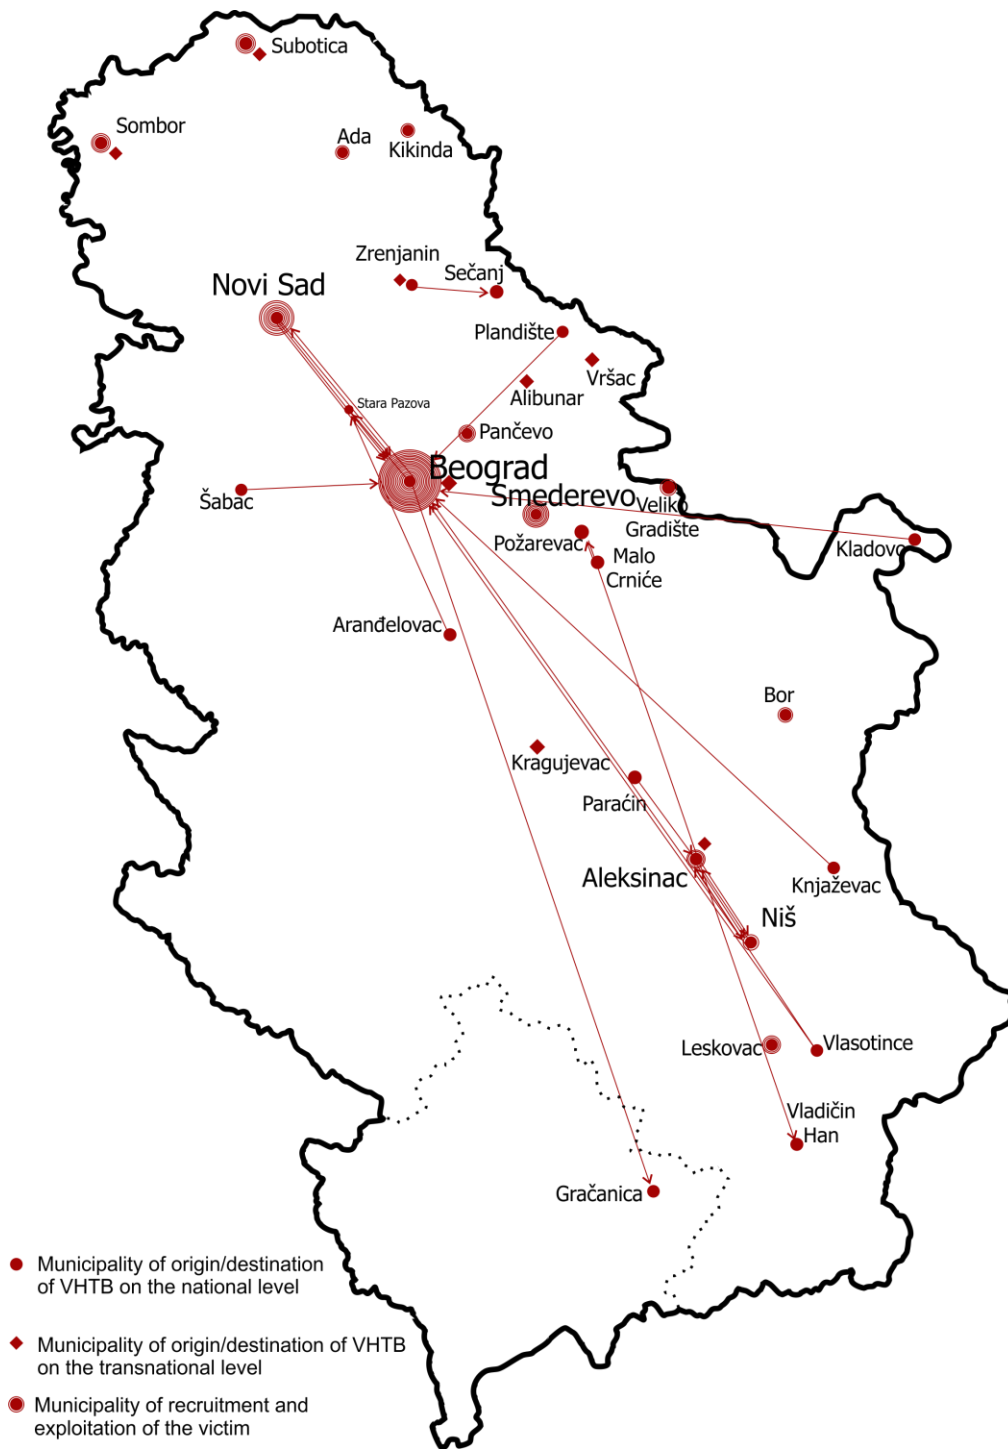 Subotica
Sombor
Ada
Kikinda
Zrenjanin
Sečanj
Novi Sad
Plandište
Vršac
Alibunar
Stara Pazova
Pančevo
Beograd
Smederevo
Šabac
Veliko
Gradište
Požarevac
Kladovo
Malo
Crniće
Aranđelovac
Bor
Kragujevac
Paraćin
Aleksinac
Knjaževac
Niš
Leskovac
Vlasotince
Vladičin
Han
Gračanica
Municipality of origin/destination
of VHTB on the national level
Municipality of origin/destination of VHTB
on the transnational level
Municipality of recruitment and
exploitation of the victim